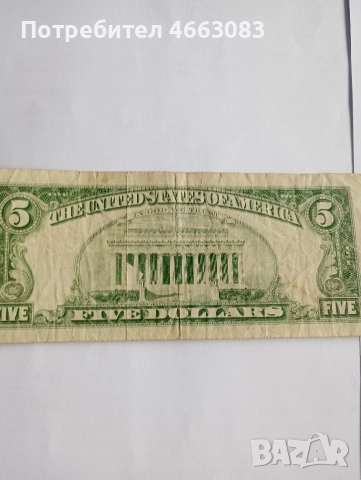 Потребител 4663083
5 THE UNITED STATES OF AMERICA 5
IN GOD WE TRUST
FIVE FIVE DOLLARS FIVE
BAZAR